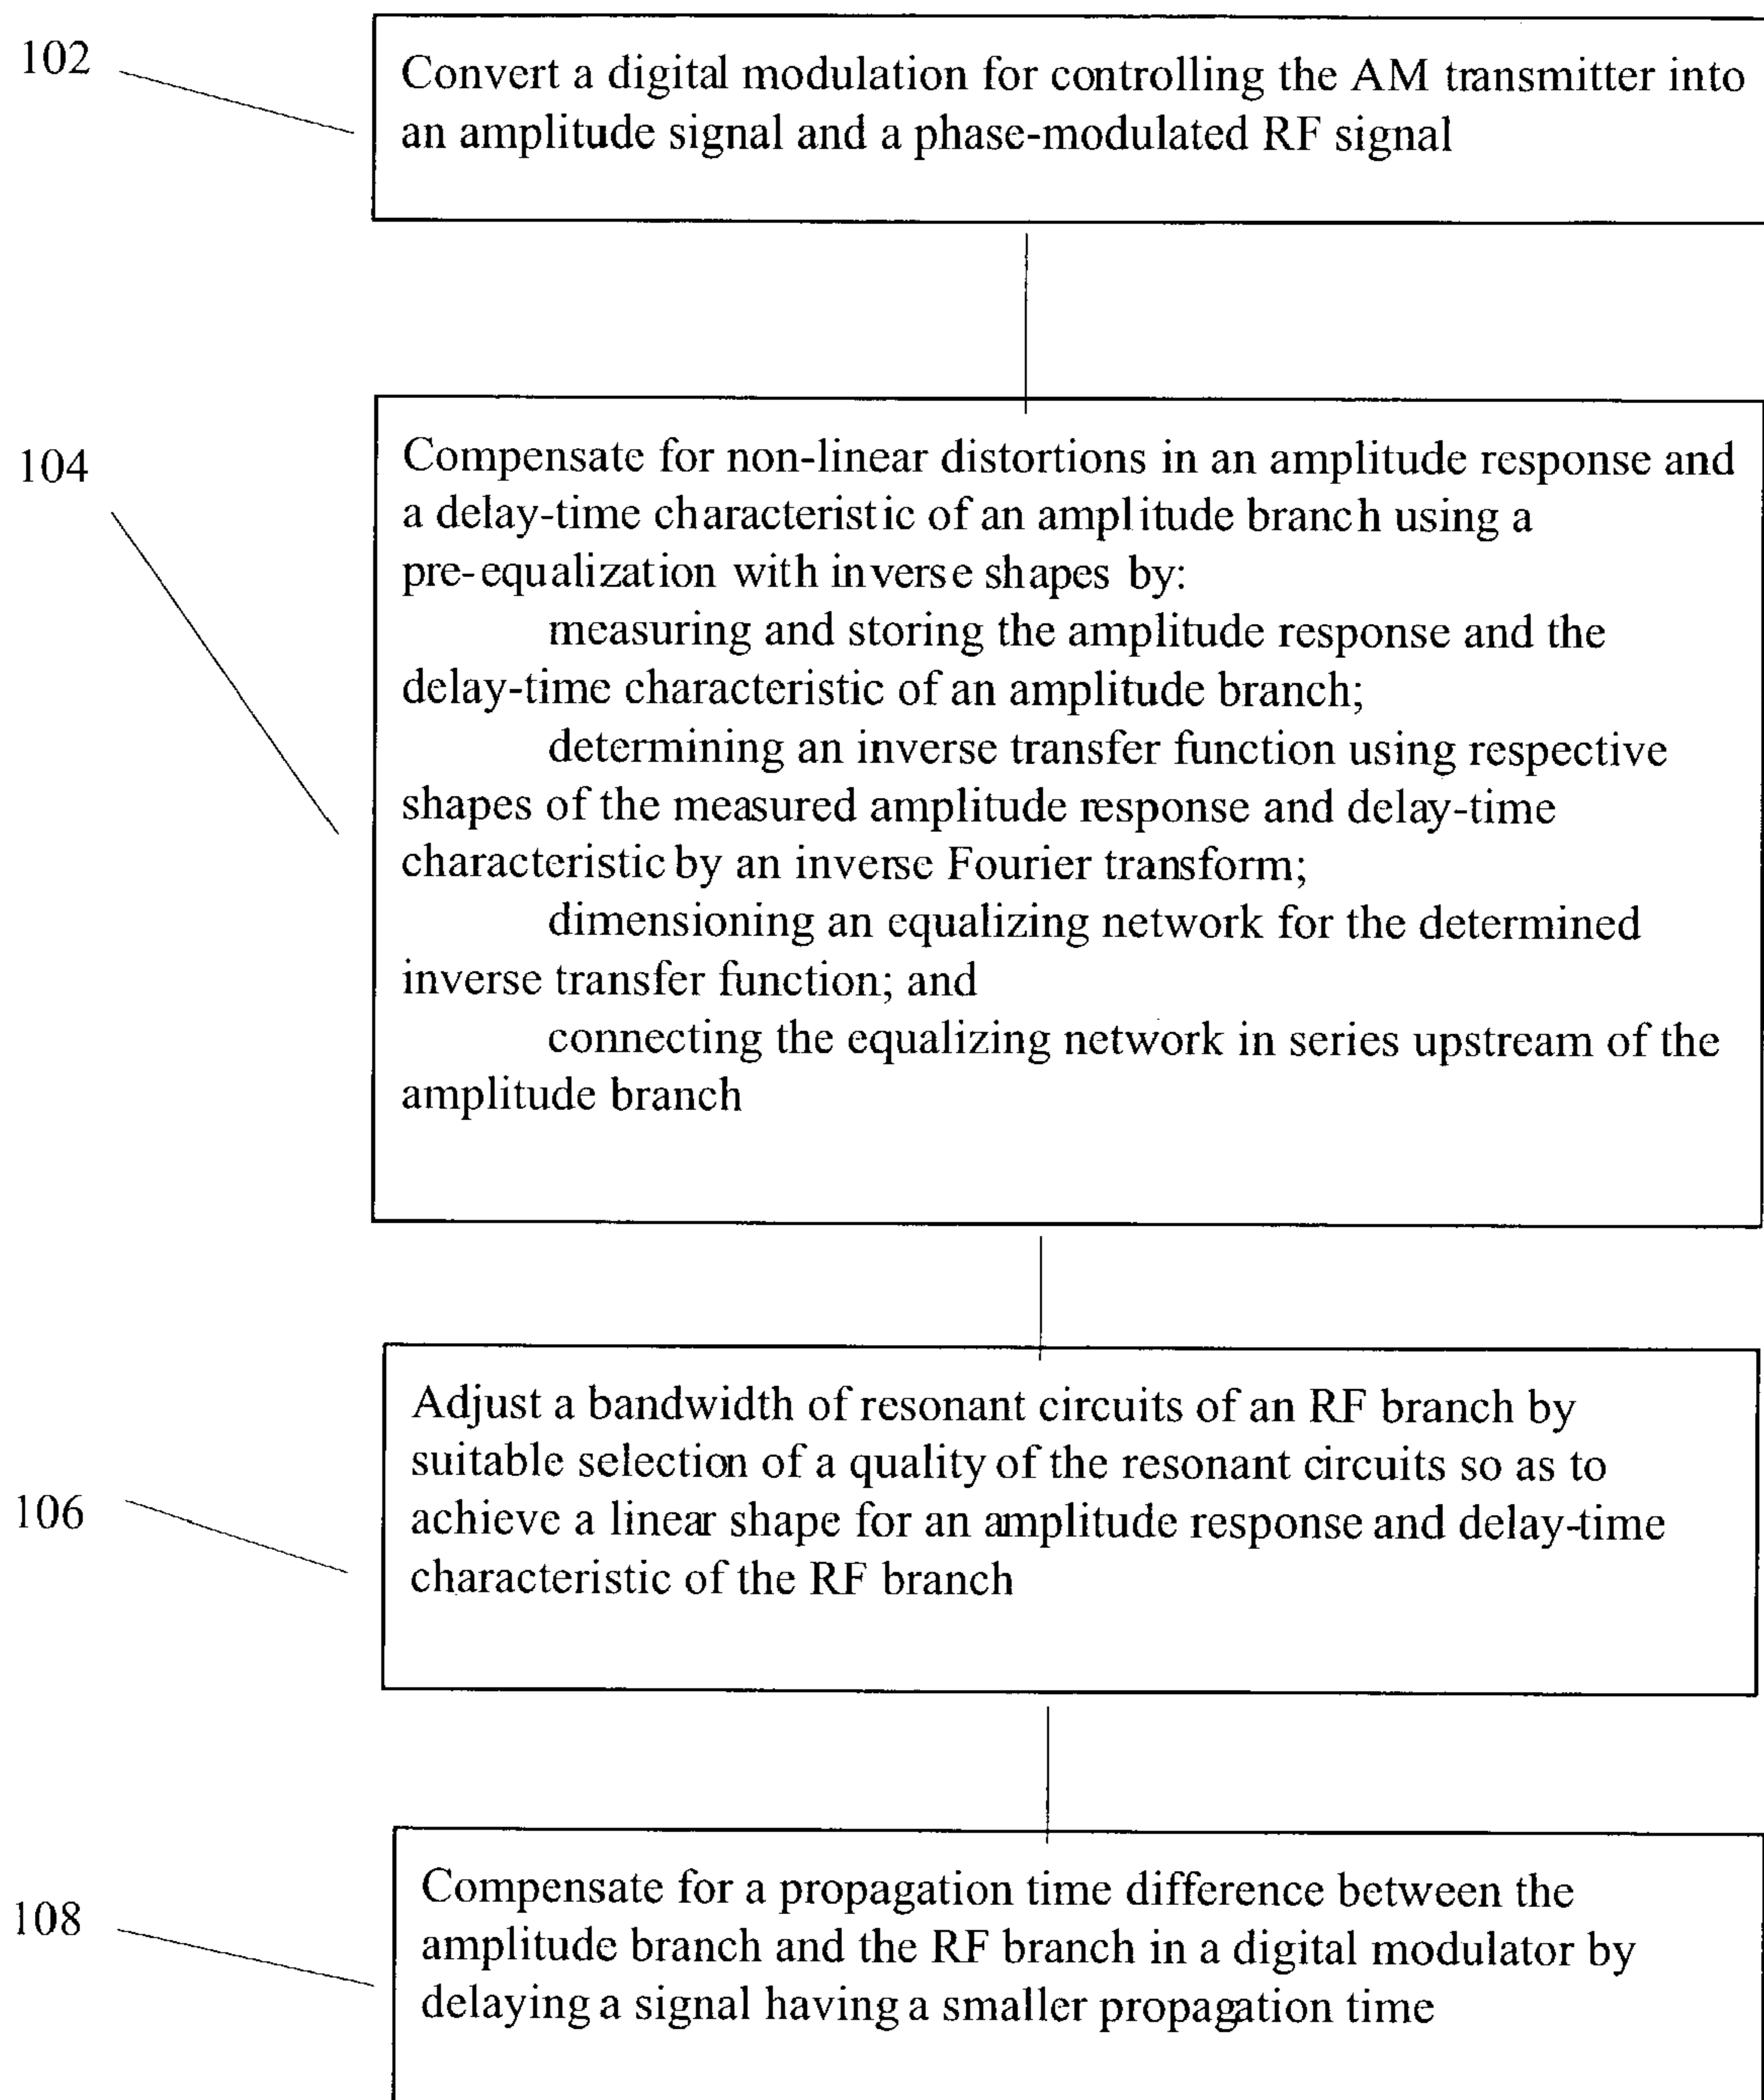 102
Convert a digital modulation for controlling the AM transmitter into
an amplitude signal and a phase-modulated RF signal
104
Compensate for non-linear distortions in an amplitude response and
a delay-time characteristic of an amplitude branch using a
pre-equalization with inverse shapes by:
measuring and storing the amplitude response and the
delay-time characteristic of an amplitude branch;
determining an inverse transfer function using respective
shapes of the measured amplitude response and delay-time
characteristic by an inverse Fourier transform;
dimensioning an equalizing network for the determined
inverse transfer function; and
connecting the equalizing network in series upstream of the
amplitude branch
106
Adjust a bandwidth of resonant circuits of an RF branch by
suitable selection of a quality of the resonant circuits so as to
achieve a linear shape for an amplitude response and delay-time
characteristic of the RF branch
108
Compensate for a propagation time difference between the
amplitude branch and the RF branch in a digital modulator by
delaying a signal having a smaller propagation time